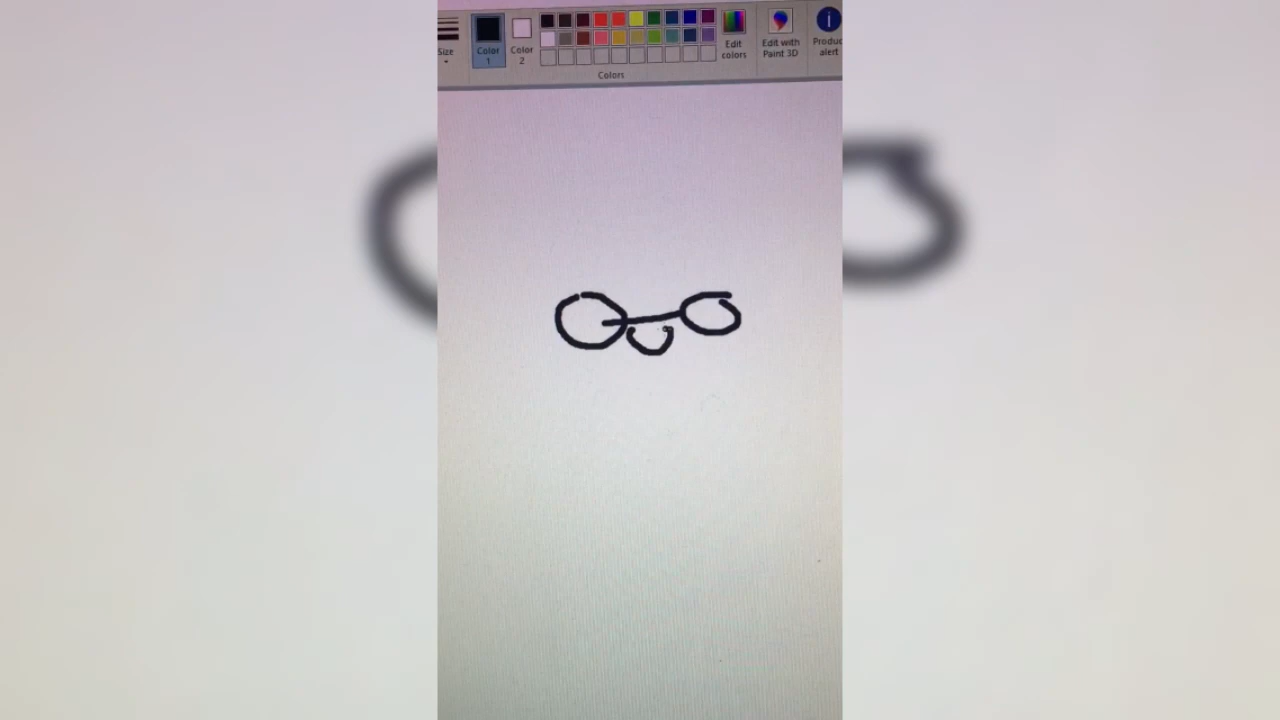 Size
Color 1
Color 2
Edit colors
Edit with Paint 3D
Produc alert
Colors